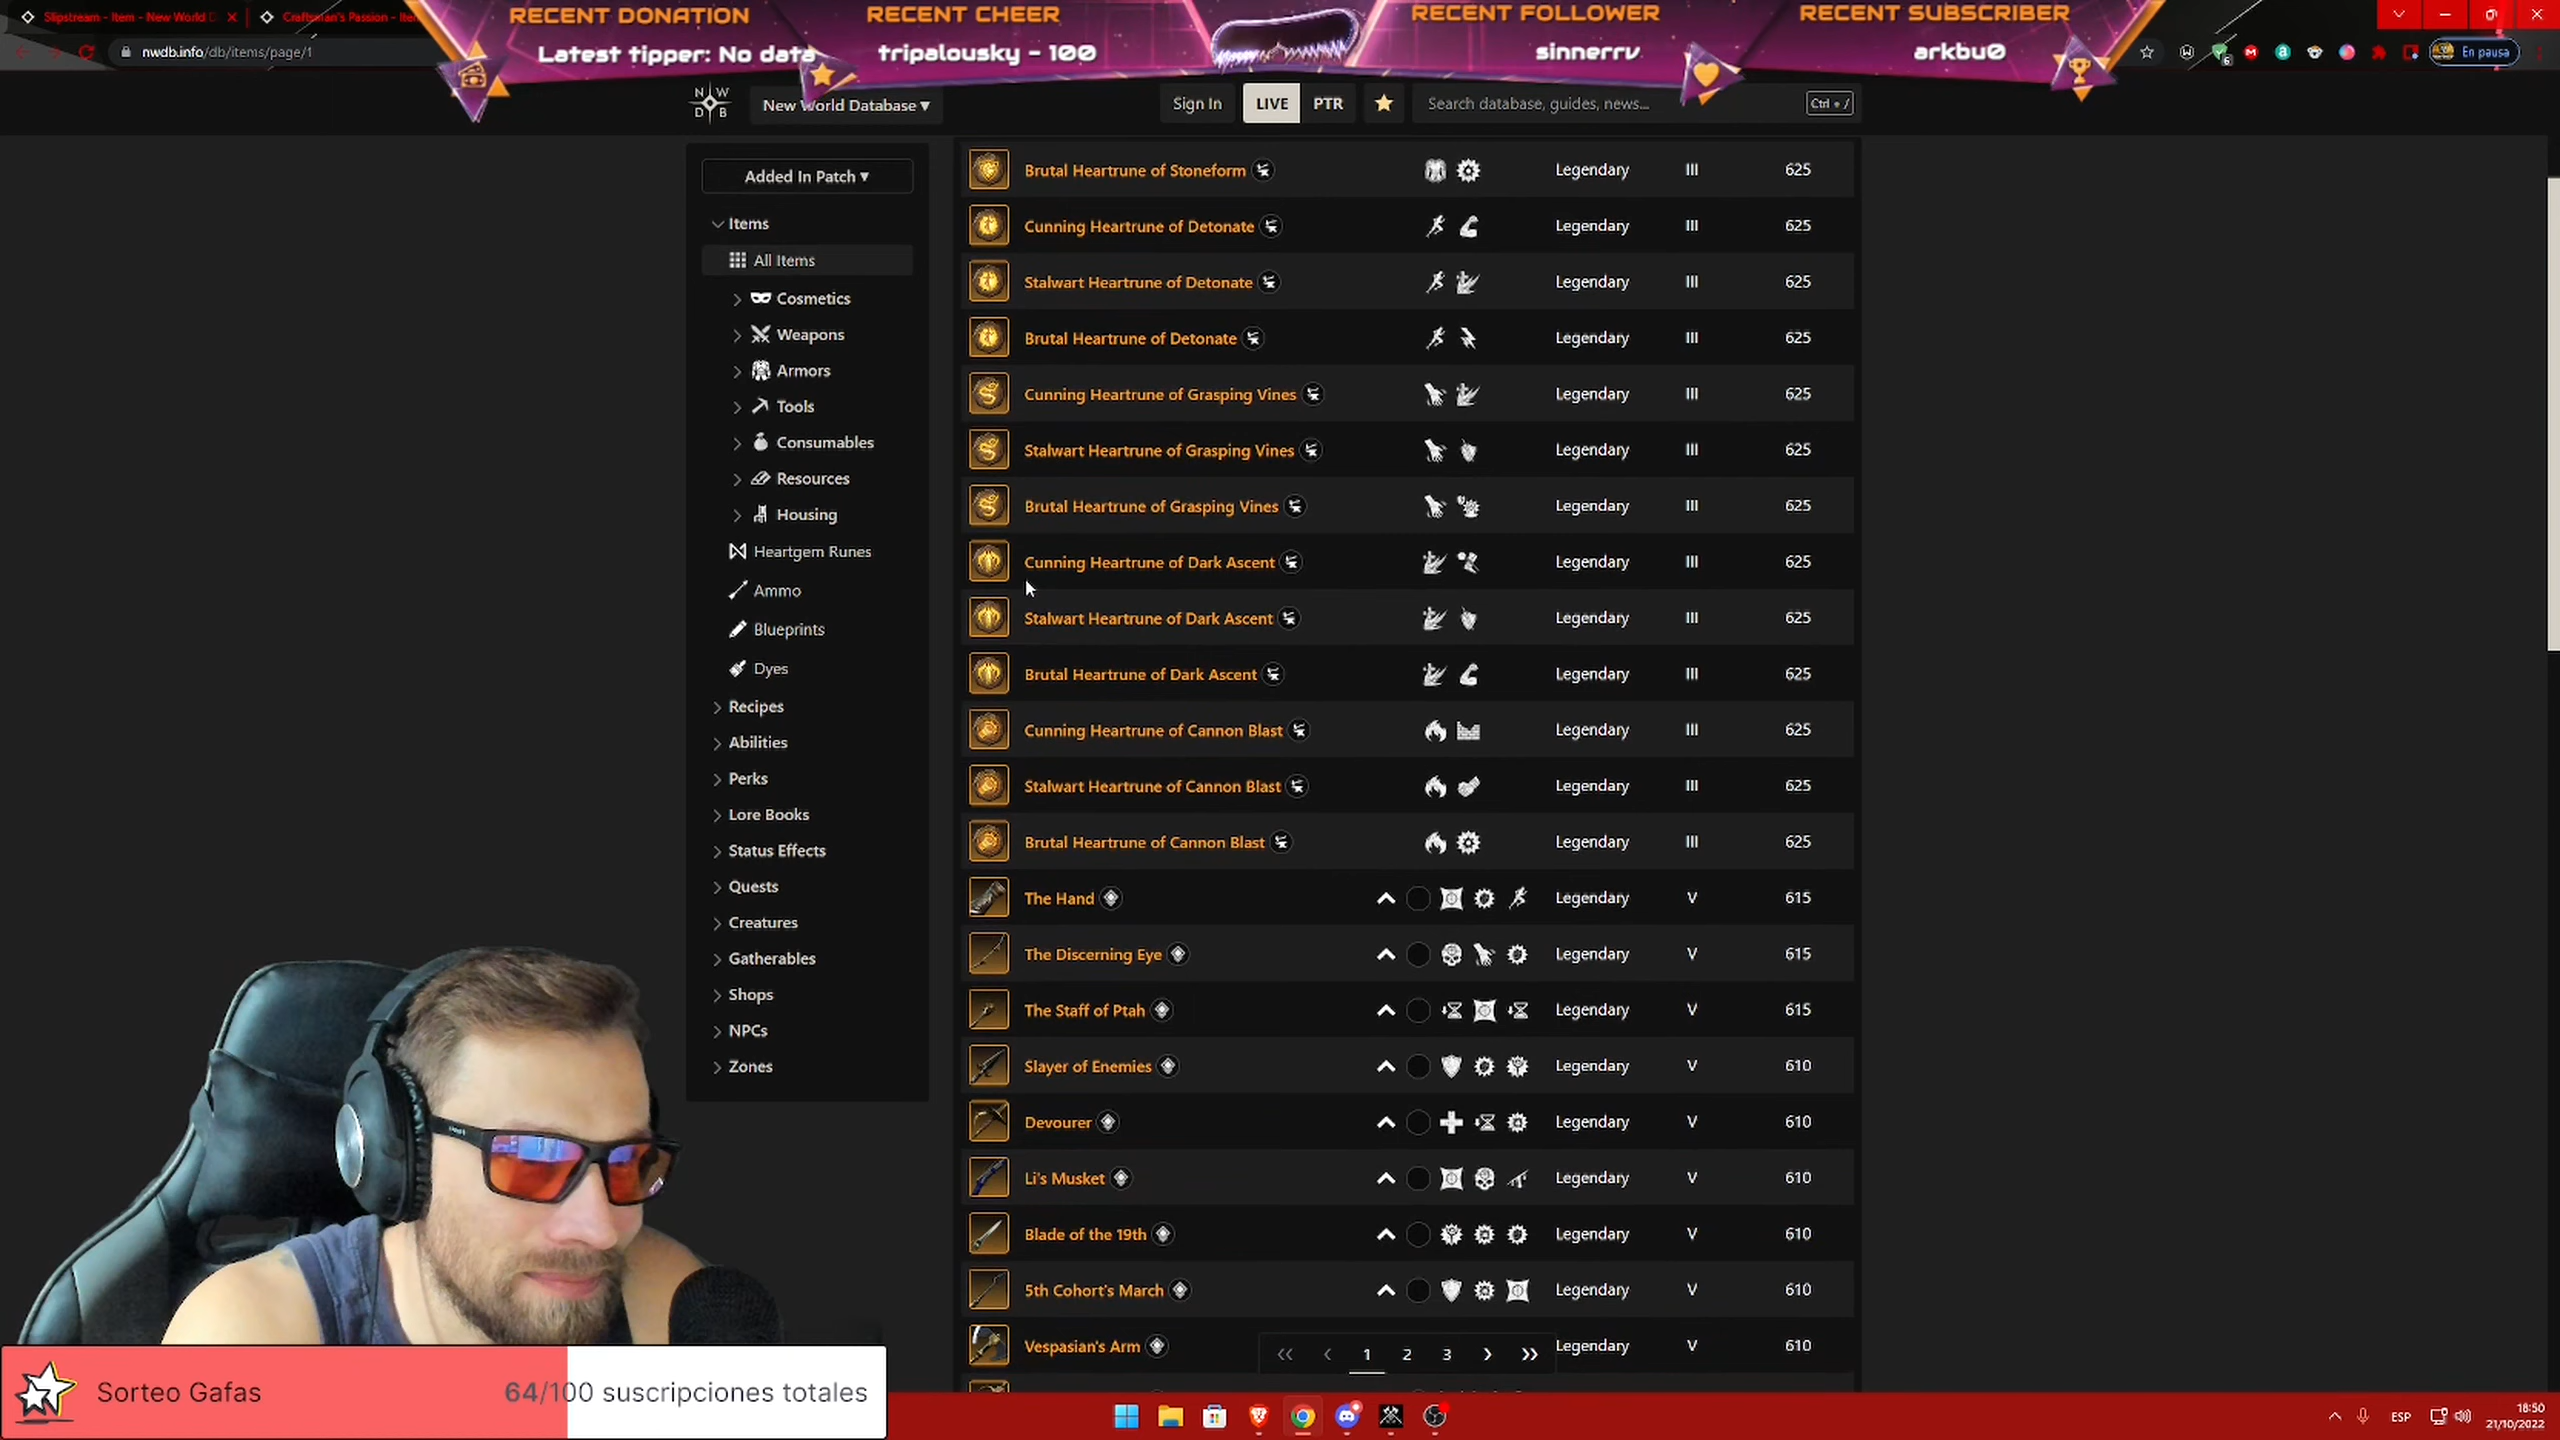 Slipstream - Item - New World D
Craftsman's Passion - Iten
RECENT DONATION
Latest tipper: No data
RECENT CHEER
tripalousky - 100
RECENT FOLLOWER
sinnerrv
RECENT SUBSCRIBER
arkbu0
nwdb.info/db/items/page/1
6
En pausa
N W
D B
New World Database ▾
Sign In
LIVE
PTR
Search database, guides, news...
Ctrl + /
Added In Patch ▾
Items
All Items
Cosmetics
Weapons
Armors
Tools
Consumables
Resources
Housing
Heartgem Runes
Ammo
Blueprints
Dyes
Recipes
Abilities
Perks
Lore Books
Status Effects
Quests
Creatures
Gatherables
Shops
NPCs
Zones
Brutal Heartrune of Stoneform Legendary III 625
Cunning Heartrune of Detonate Legendary III 625
Stalwart Heartrune of Detonate Legendary III 625
Brutal Heartrune of Detonate Legendary III 625
Cunning Heartrune of Grasping Vines Legendary III 625
Stalwart Heartrune of Grasping Vines Legendary III 625
Brutal Heartrune of Grasping Vines Legendary III 625
Cunning Heartrune of Dark Ascent Legendary III 625
Stalwart Heartrune of Dark Ascent Legendary III 625
Brutal Heartrune of Dark Ascent Legendary III 625
Cunning Heartrune of Cannon Blast Legendary III 625
Stalwart Heartrune of Cannon Blast Legendary III 625
Brutal Heartrune of Cannon Blast Legendary III 625
The Hand Legendary V 615
The Discerning Eye Legendary V 615
The Staff of Ptah Legendary V 615
Slayer of Enemies Legendary V 610
Devourer Legendary V 610
Li's Musket Legendary V 610
Blade of the 19th Legendary V 610
5th Cohort's March Legendary V 610
Vespasian's Arm Legendary V 610
« ‹ 1 2 3 › »
Sorteo Gafas
64/100 suscripciones totales
ESP
18:50
21/10/2022